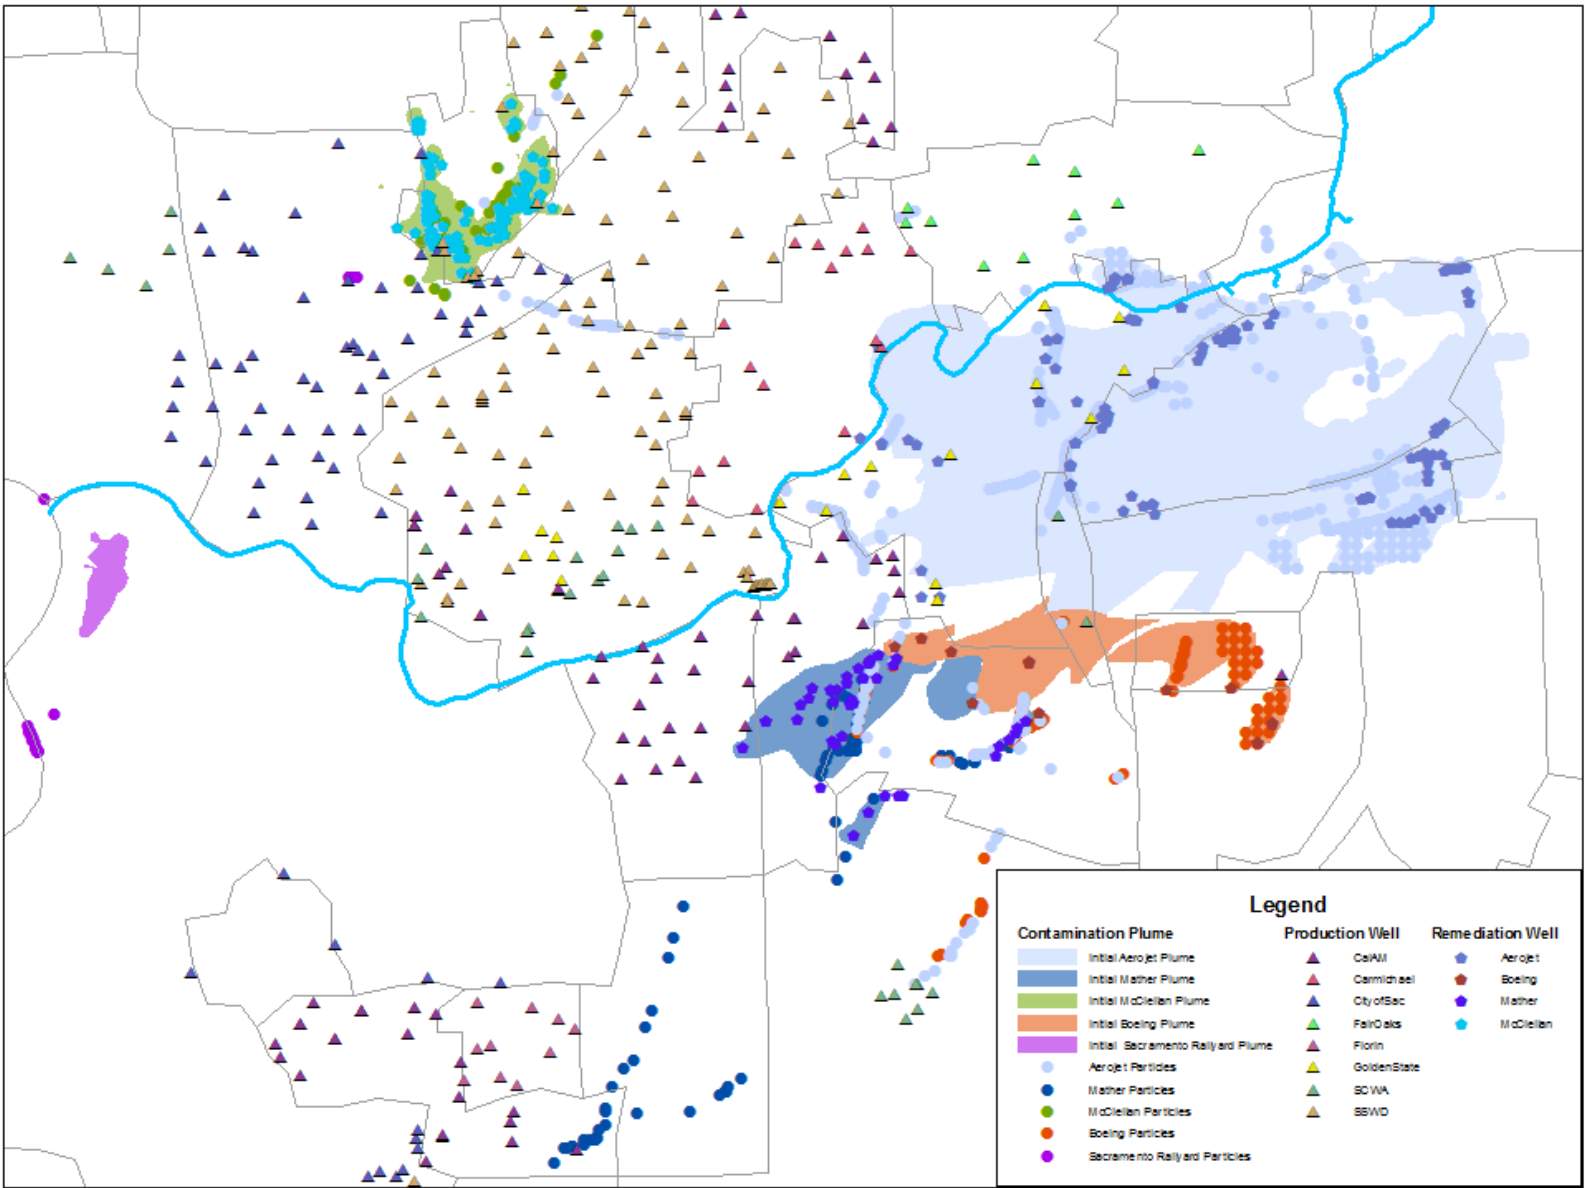 Legend
Contamination Plume
Initial Aerojet Plume
Initial Mather Plume
Initial McClellan Plume
Initial Boeing Plume
Initial Sacramento Railyard Plume
Aerojet Particles
Mather Particles
McClellan Particles
Boeing Particles
Sacramento Railyard Particles
Production Well
CalAM
Carmichael
CityofSac
FairOaks
Florin
GoldenState
SCWA
SSWD
Remediation Well
Aerojet
Boeing
Mather
McClellan